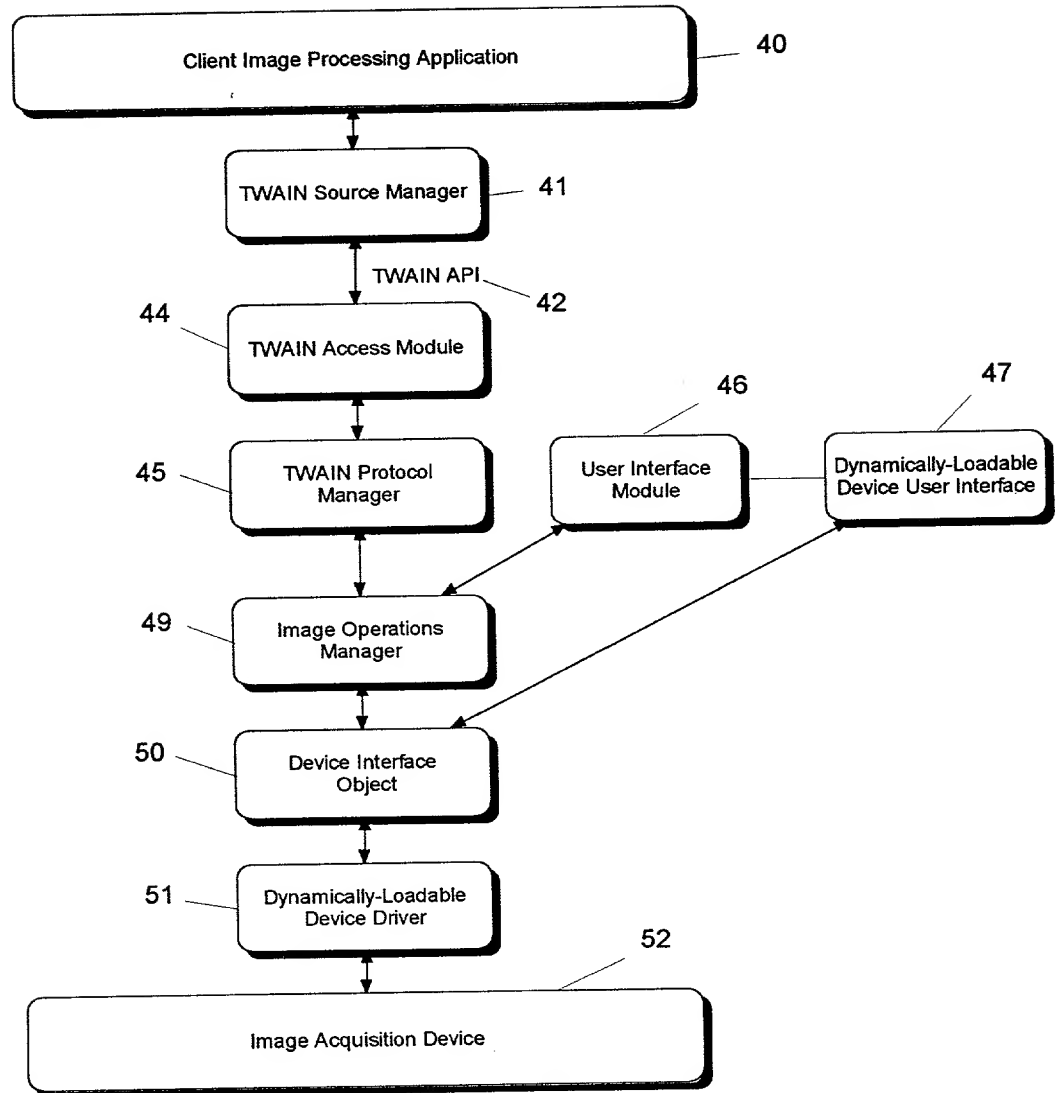 Client Image Processing Application
40
TWAIN Source Manager
41
TWAIN API
42
44
TWAIN Access Module
46
47
45
TWAIN Protocol
Manager
User Interface
Module
Dynamically-Loadable
Device User Interface
49
Image Operations
Manager
50
Device Interface
Object
51
Dynamically-Loadable
Device Driver
52
Image Acquisition Device